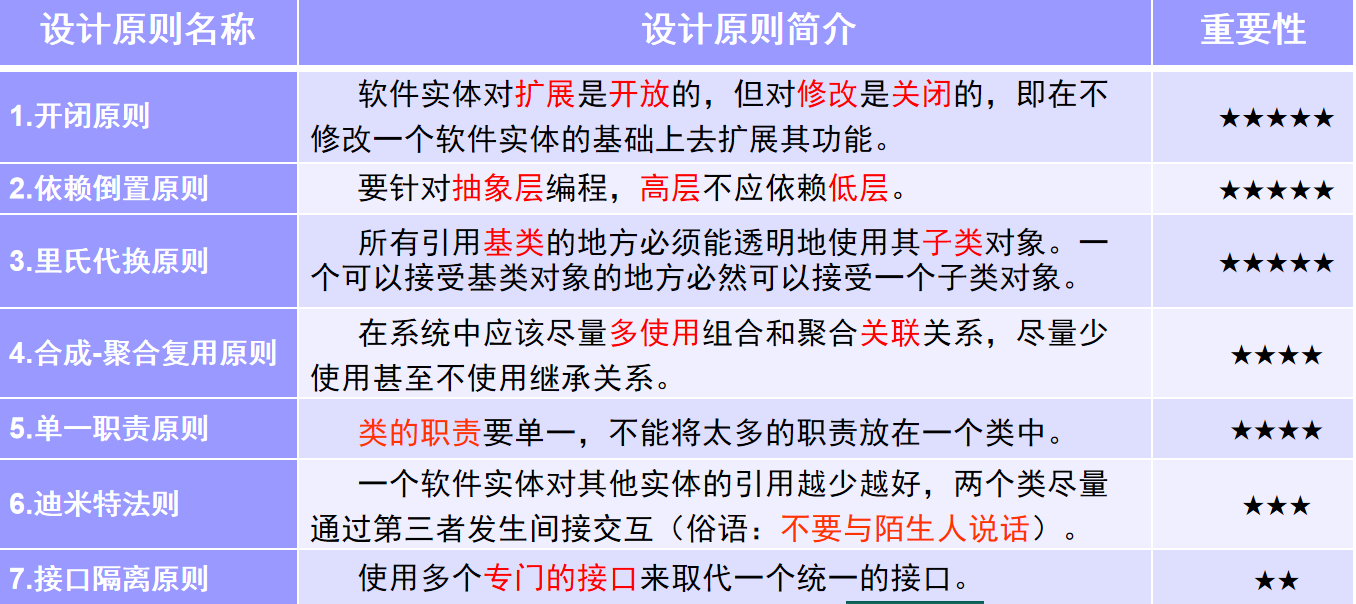 设计原则名称 设计原则简介 重要性
1.开闭原则
软件实体对扩展是开放的，但对修改是关闭的，即在不
修改一个软件实体的基础上去扩展其功能。
★★★★★
2.依赖倒置原则
要针对抽象层编程，高层不应依赖低层。
★★★★★
3.里氏代换原则
所有引用基类的地方必须能透明地使用其子类对象。一
个可以接受基类对象的地方必然可以接受一个子类对象。
★★★★★
4.合成-聚合复用原则
在系统中应该尽量多使用组合和聚合关联关系，尽量少
使用甚至不使用继承关系。
★★★★
5.单一职责原则
类的职责要单一，不能将太多的职责放在一个类中。
★★★★
6.迪米特法则
一个软件实体对其他实体的引用越少越好，两个类尽量
通过第三者发生间接交互（俗语：不要与陌生人说话）。
★★★
7.接口隔离原则
使用多个专门的接口来取代一个统一的接口。
★★